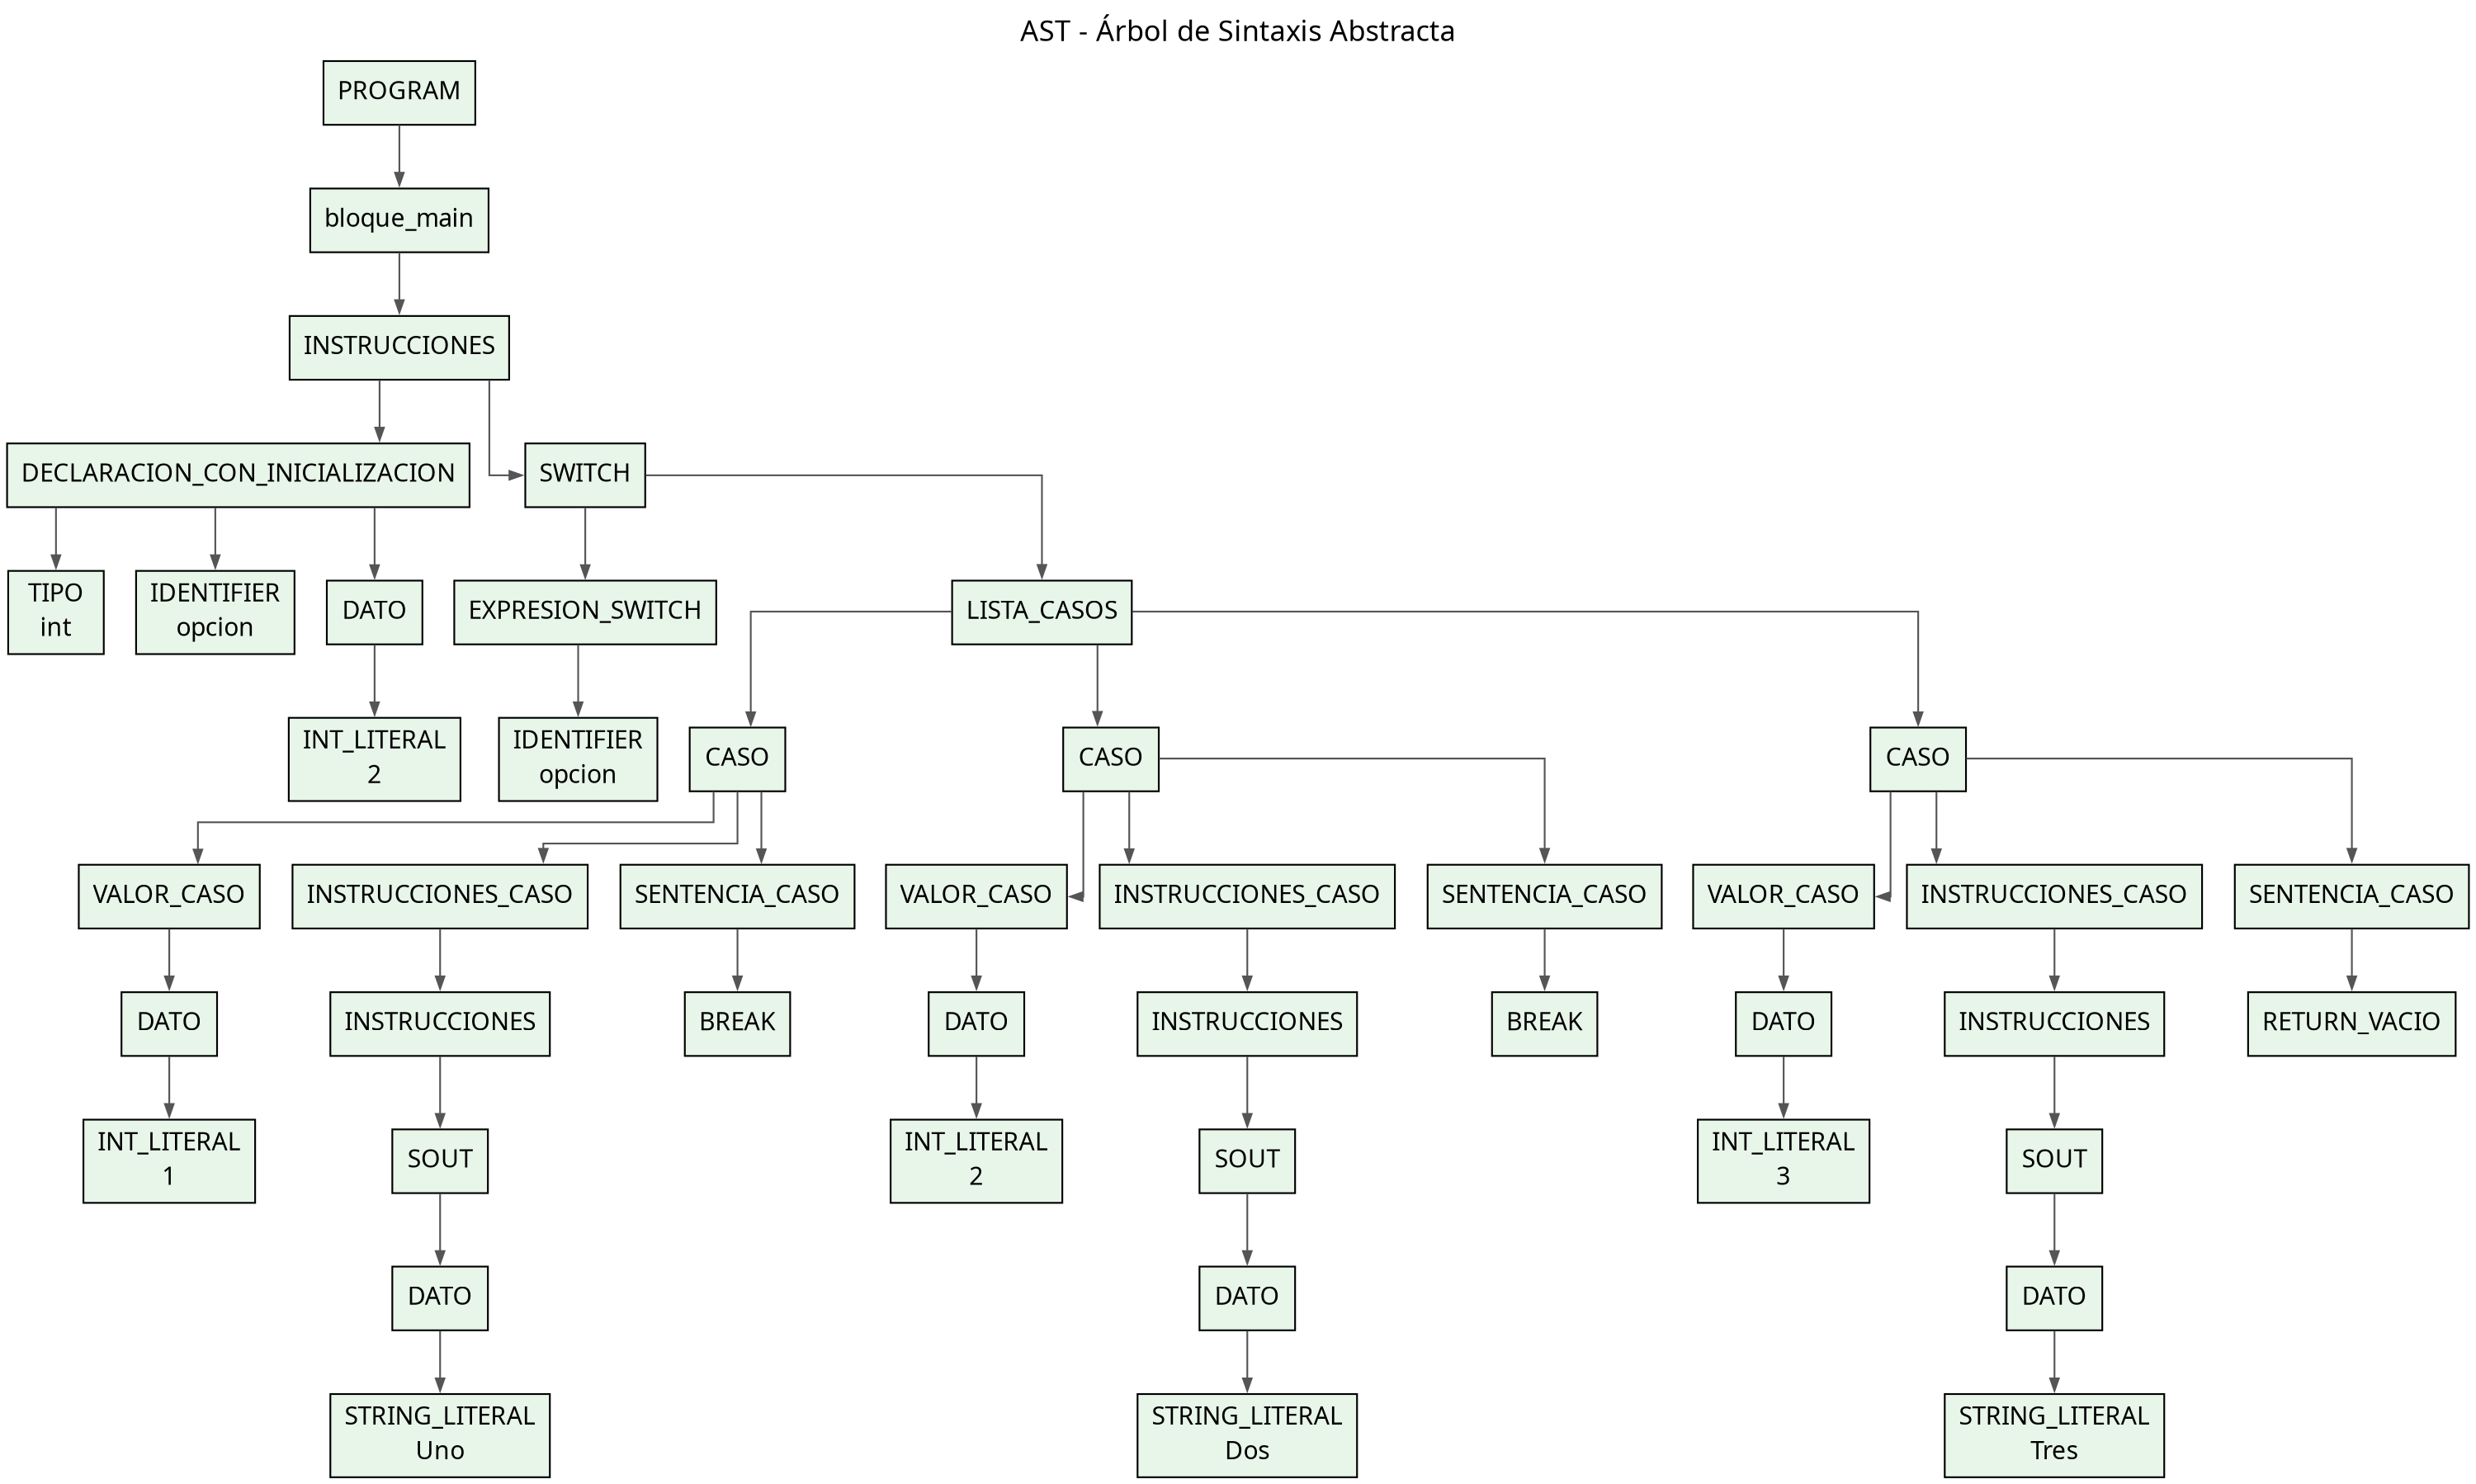 AST - Árbol de Sintaxis Abstracta
PROGRAM
bloque_main
INSTRUCCIONES
DECLARACION_CON_INICIALIZACION
SWITCH
TIPO
int
IDENTIFIER
opcion
DATO
EXPRESION_SWITCH
LISTA_CASOS
INT_LITERAL
2
IDENTIFIER
opcion
CASO
CASO
CASO
VALOR_CASO
INSTRUCCIONES_CASO
SENTENCIA_CASO
VALOR_CASO
INSTRUCCIONES_CASO
SENTENCIA_CASO
VALOR_CASO
INSTRUCCIONES_CASO
SENTENCIA_CASO
DATO
INSTRUCCIONES
BREAK
DATO
INSTRUCCIONES
BREAK
DATO
INSTRUCCIONES
RETURN_VACIO
INT_LITERAL
1
SOUT
INT_LITERAL
2
SOUT
INT_LITERAL
3
SOUT
DATO
DATO
DATO
STRING_LITERAL
Uno
STRING_LITERAL
Dos
STRING_LITERAL
Tres